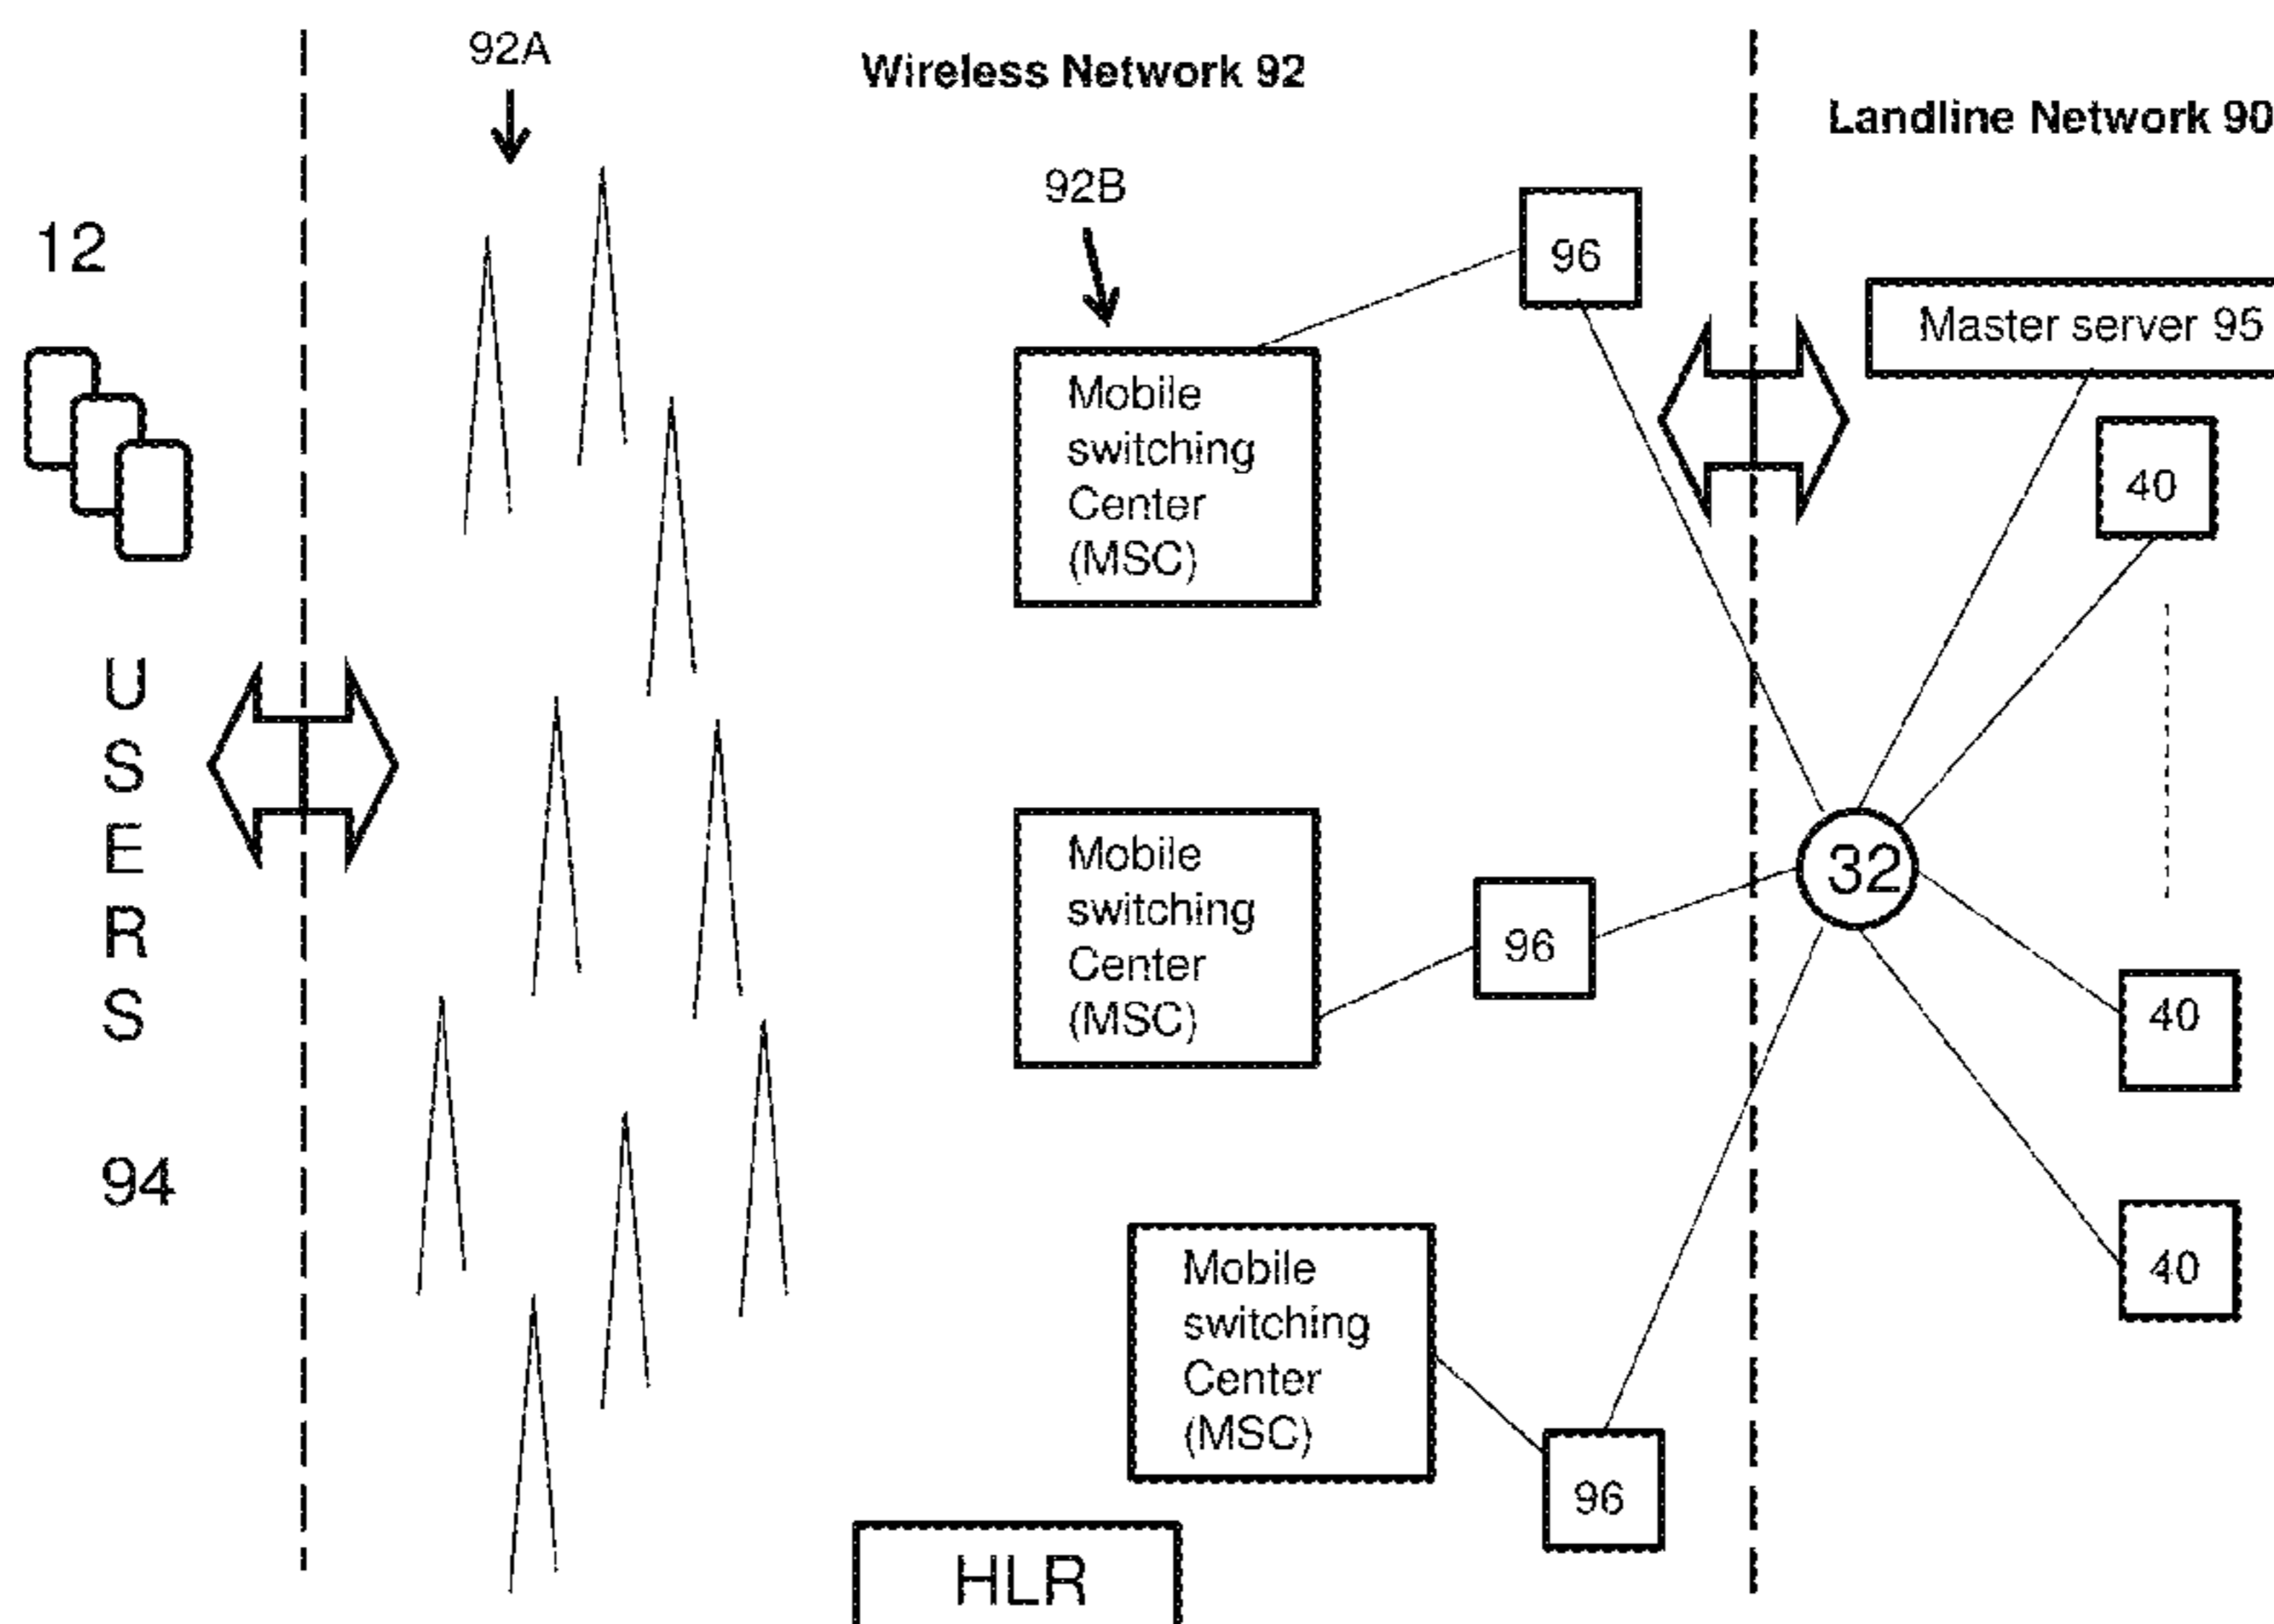 92A
Wireless Network 92
Landline Network 90
12
92B
96
Master server 95
Mobile
switching
Center
(MSC)
40
U
S
E
R
S
Mobile
switching
Center
(MSC)
96
32
40
94
Mobile
switching
Center
(MSC)
40
96
HLR